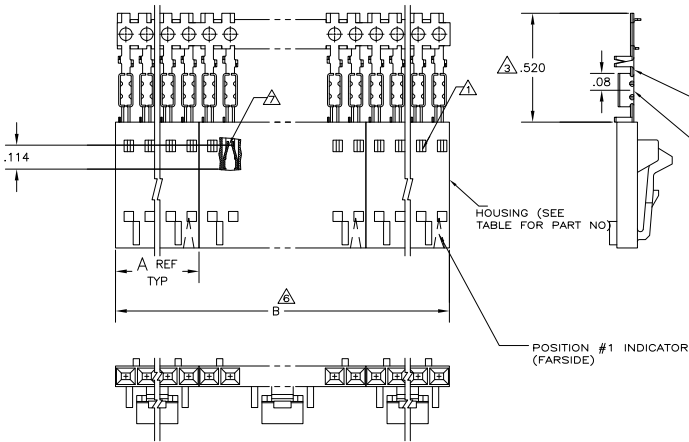 3 .520
.08
7
1
.114
HOUSING (SEE
TABLE FOR PART NO)
A REF
TYP
6
B
POSITION #1 INDICATOR
(FARSIDE)